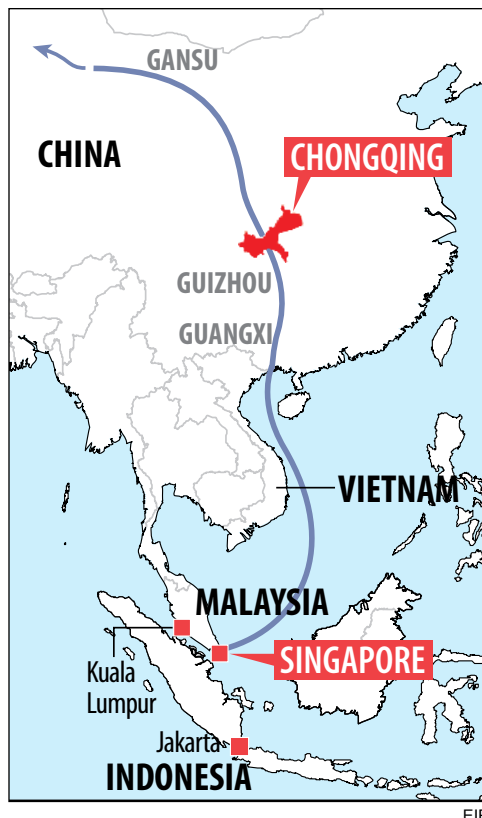 GANSU
CHINA
CHONGQING
GUIZHOU
GUANGXI
VIETNAM
MALAYSIA
SINGAPORE
Kuala
Lumpur
Jakarta
INDONESIA